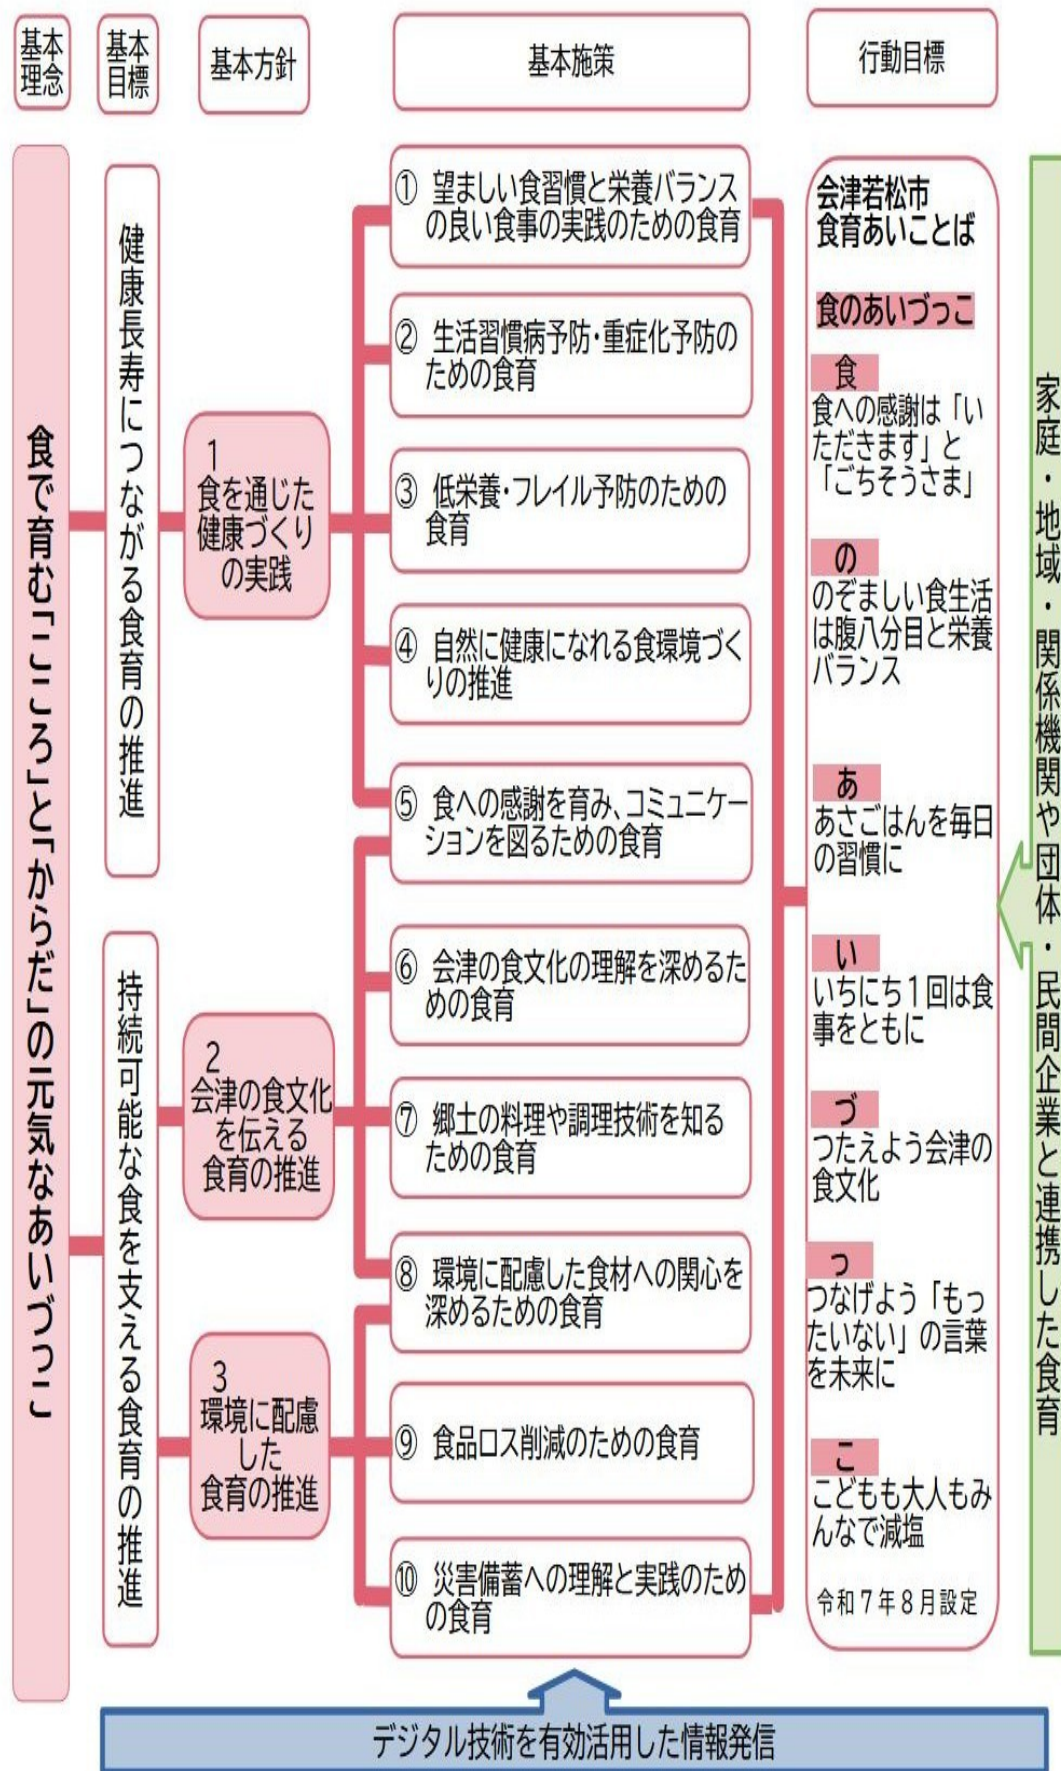 基本
理念
基本
目標
基本方針
基本施策
行動目標
食で育む「こころ」と「からだ」の元気なあいづっこ
健康長寿につながる食育の推進
持続可能な食を支える食育の推進
1
食を通じた
健康づくり
の実践
2
会津の食文化
を伝える
食育の推進
3
環境に配慮
した
食育の推進
① 望ましい食習慣と栄養バランス
の良い食事の実践のための食育
② 生活習慣病予防・重症化予防の
ための食育
③ 低栄養・フレイル予防のための
食育
④ 自然に健康になれる食環境づく
りの推進
⑤ 食への感謝を育み、コミュニケー
ションを図るための食育
⑥ 会津の食文化の理解を深めるた
めの食育
⑦ 郷土の料理や調理技術を知る
ための食育
⑧ 環境に配慮した食材への関心を
深めるための食育
⑨ 食品ロス削減のための食育
⑩ 災害備蓄への理解と実践のため
の食育
会津若松市
食育あいことば
食のあいづっこ
食
食への感謝は「い
ただきます」と
「ごちそうさま」
の
のぞましい食生活
は腹八分目と栄養
バランス
あ
あさごはんを毎日
の習慣に
い
いちにち１回は食
事をともに
づ
つたえよう会津の
食文化
っ
つなげよう「もっ
たいない」の言葉
を未来に
こ
こどもも大人もみ
んなで減塩
令和７年８月設定
家庭・地域・関係機関や団体・民間企業と連携した食育
デジタル技術を有効活用した情報発信